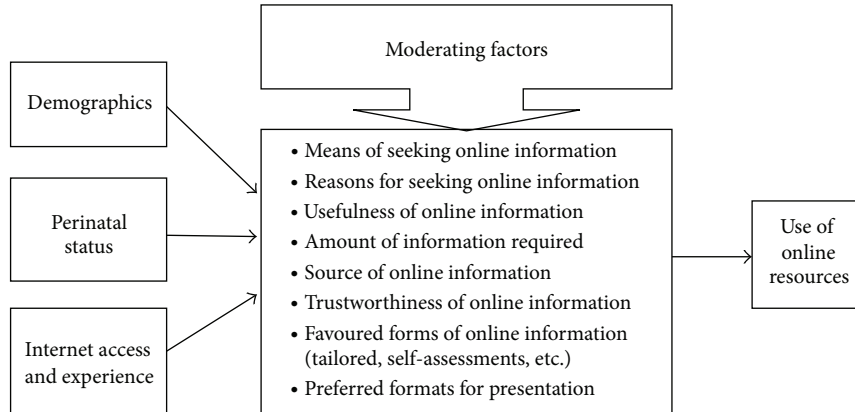 Moderating factors
Demographics
Perinatal
status
Internet access
and experience
• Means of seeking online information
• Reasons for seeking online information
• Usefulness of online information
• Amount of information required
• Source of online information
• Trustworthiness of online information
• Favoured forms of online information
(tailored, self-assessments, etc.)
• Preferred formats for presentation
Use of
online
resources